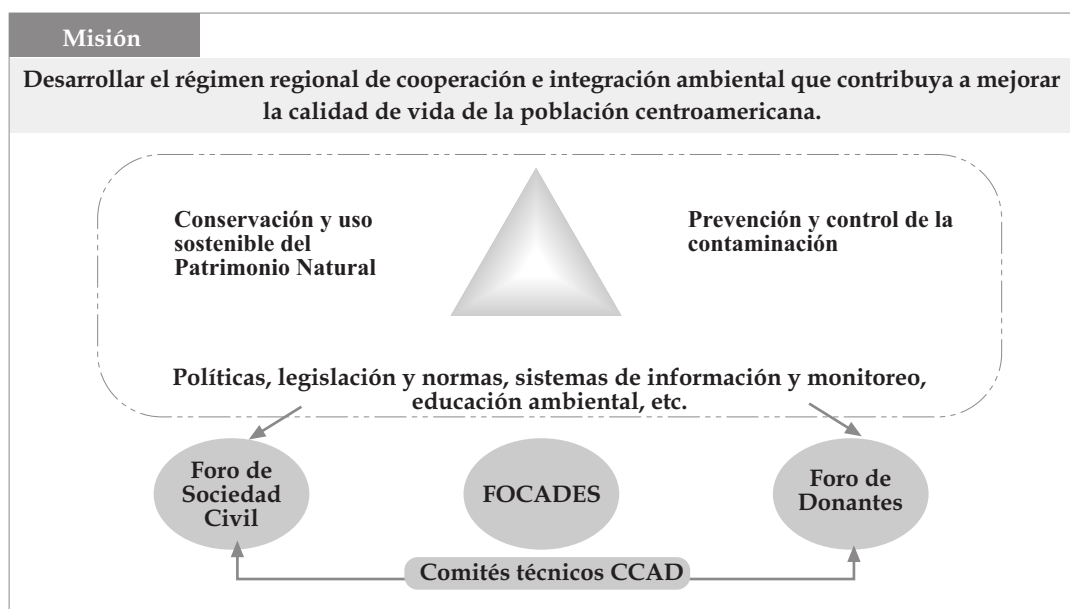 Misión
Desarrollar el régimen regional de cooperación e integración ambiental que contribuya a mejorar
la calidad de vida de la población centroamericana.
Conservación y uso
sostenible del
Patrimonio Natural
Prevención y control de la
contaminación
Políticas, legislación y normas, sistemas de información y monitoreo,
educación ambiental, etc.
Foro de
Sociedad
Civil
FOCADES
Foro de
Donantes
Comités técnicos CCAD